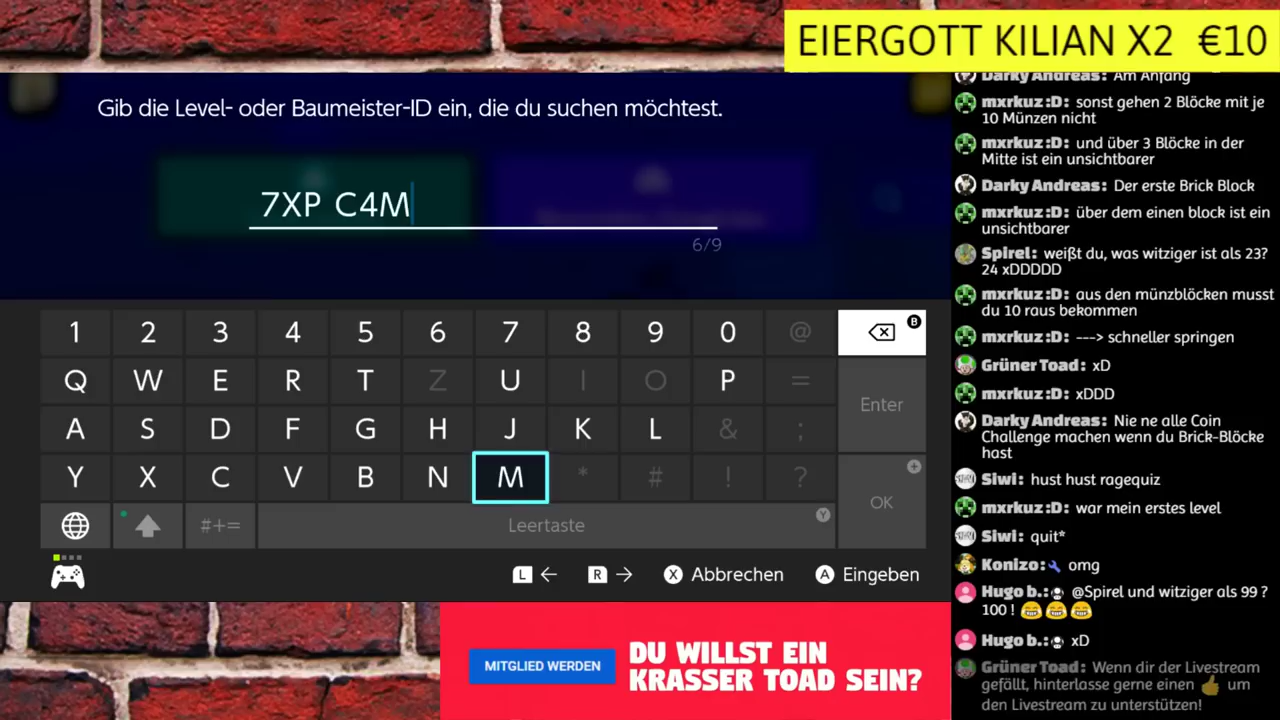 EIERGOTT KILIAN X2 €10
Gib die Level- oder Baumeister-ID ein, die du suchen möchtest.
7XP C4M
6/9
1 2 3 4 5 6 7 8 9 0 @
Q W E R T Z U I O P =
Enter
A S D F G H J K L & ;
Y X C V B N M * # ! ?
OK
#+= Leertaste
L ← R → X Abbrechen A Eingeben
Darky Andreas: Am Anfang
mxrkuz :D: sonst gehen 2 Blöcke mit je
10 Münzen nicht
mxrkuz :D: und über 3 Blöcke in der
Mitte ist ein unsichtbarer
Darky Andreas: Der erste Brick Block
mxrkuz :D: über dem einen block ist ein
unsichtbarer
Spirel: weißt du, was witziger ist als 23?
24 xDDDDD
mxrkuz :D: aus den münzblöcken musst
du 10 raus bekommen
mxrkuz :D: ---> schneller springen
Grüner Toad: xD
mxrkuz :D: xDDD
Darky Andreas: Nie ne alle Coin
Challenge machen wenn du Brick-Blöcke
hast
Siwi: hust hust ragequiz
mxrkuz :D: war mein erstes level
Siwi: quit*
Konizo: omg
Hugo b.: @Spirel und witziger als 99 ?
100 ! 😂 😂 😂
Hugo b.: xD
Grüner Toad: Wenn dir der Livestream
gefällt, hinterlasse gerne einen 👍 um
den Livestream zu unterstützen!
MITGLIED WERDEN
DU WILLST EIN
KRASSER TOAD SEIN?